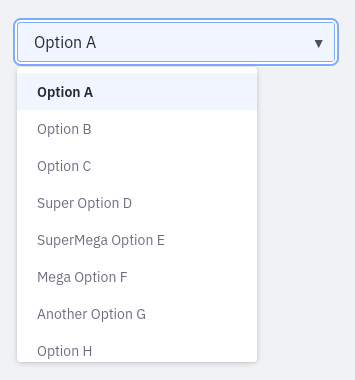 Option A
Option A
Option B
Option C
Super Option D
SuperMega Option E
Mega Option F
Another Option G
Option H